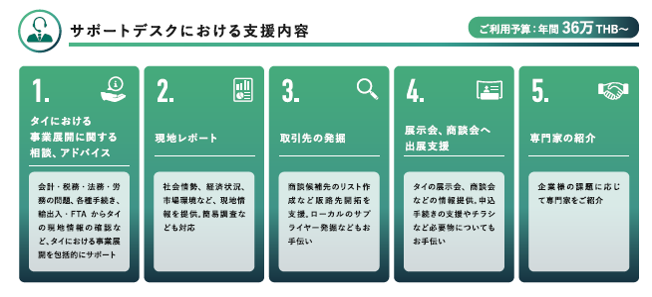 サポートデスクにおける支援内容
ご利用予算:年間 36万THB〜
1.
タイにおける
事業展開に関する
相談、アドバイス
会計・税務・法務・労
務の問題、各種手続き、
輸出入・FTA からタイ
の現地情報の確認な
ど、タイにおける事業展
開を包括的にサポート
2.
現地レポート
社会情勢、経済状況、
市場環境など、現地情
報を提供。簡易調査な
ども対応
3.
取引先の発掘
商談候補先のリスト作
成など販路先開拓を
支援。ローカルのサプ
ライヤー発掘などもお
手伝い
4.
展示会、商談会へ
出展支援
タイの展示会、商談会
などの情報提供。申込
手続きの支援やチラシ
など必要物についても
お手伝い
5.
専門家の紹介
企業様の課題に応じ
て専門家をご紹介